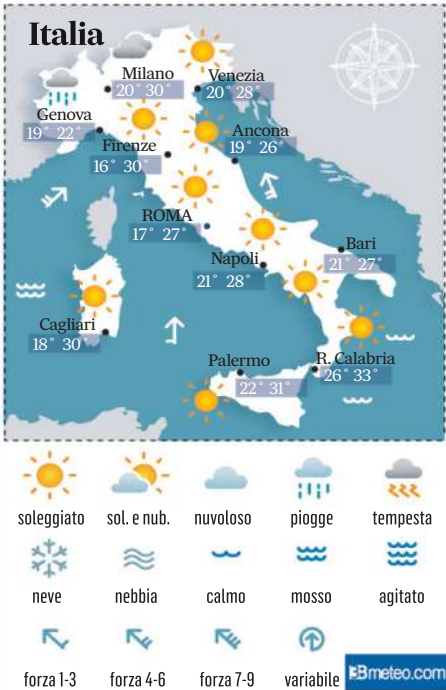 Italia
Milano
20° 30°
Venezia
20° 28°
Genova
19° 22°
Ancona
19° 26°
Firenze
16° 30°
ROMA
17° 27°
Bari
21° 27°
Napoli
21° 28°
Cagliari
18° 30°
Palermo
22° 31°
R. Calabria
26° 33°
soleggiato sol. e nub. nuvoloso piogge tempesta
neve nebbia calmo mosso agitato
forza 1-3 forza 4-6 forza 7-9 variabile
3Bmeteo.com